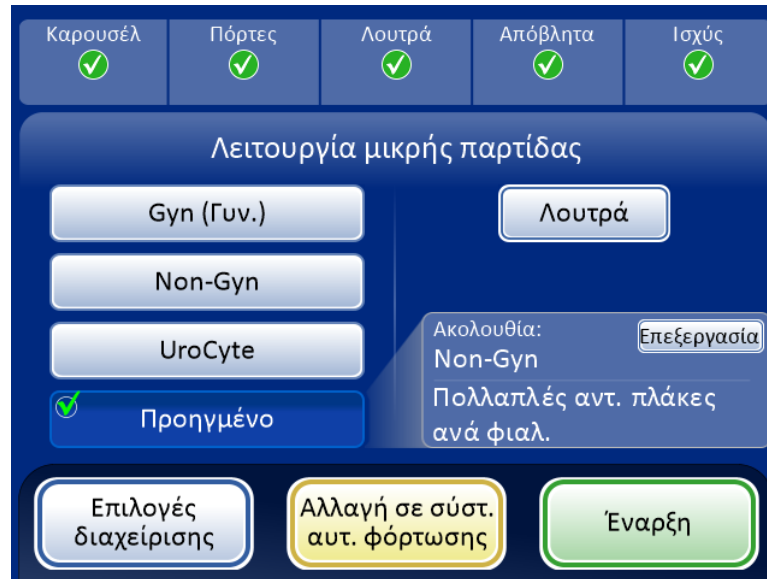 Καρουσέλ
Πόρτες
Λουτρά
Απόβλητα
Ισχύς
Λειτουργία μικρής παρτίδας
Gyn (Γυν.)
Λουτρά
Non-Gyn
UroCyte
Προηγμένο
Ακολουθία:
Επεξεργασία
Non-Gyn
Πολλαπλές αντ. πλάκες
ανά φιαλ.
Επιλογές
διαχείρισης
Αλλαγή σε σύστ.
αυτ. φόρτωσης
Έναρξη